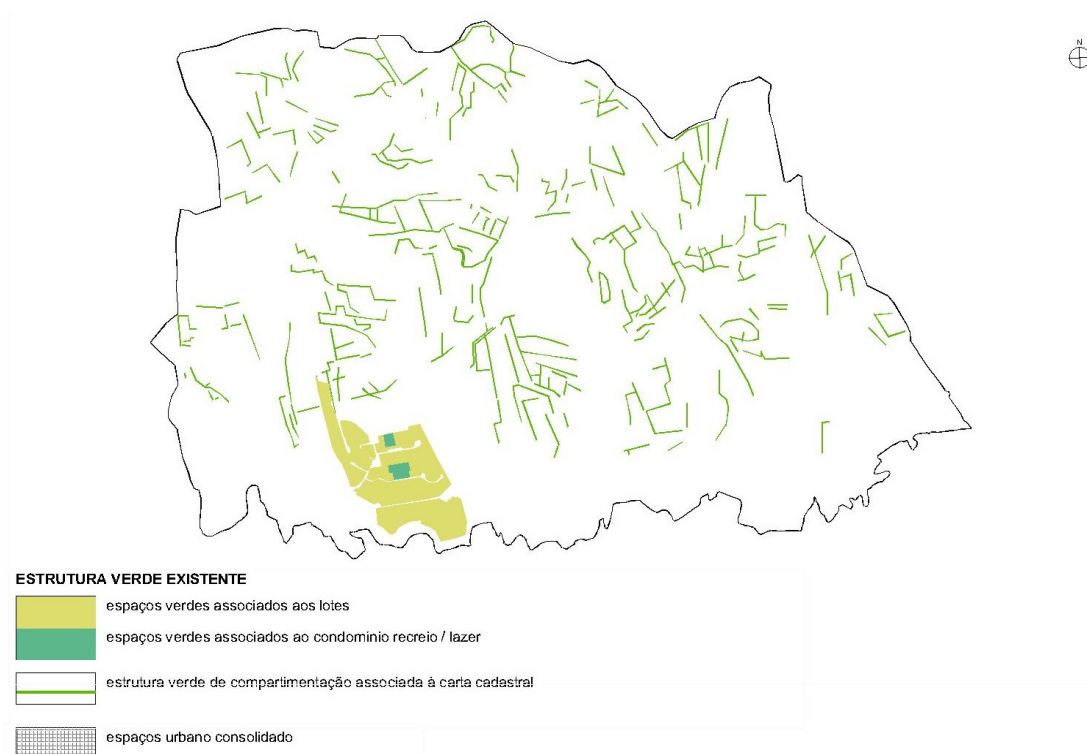 N
ESTRUTURA VERDE EXISTENTE
espaços verdes associados aos lotes
espaços verdes associados ao condominio recreio / lazer
estrutura verde de compartimentação associada à carta cadastral
espaços urbano consolidado